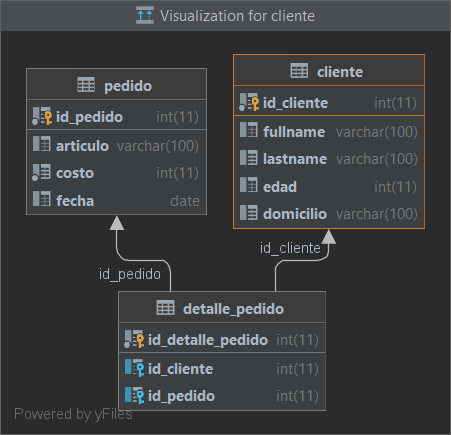 Visualization for cliente
pedido
id_pedido int(11)
articulo varchar(100)
costo int(11)
fecha date
cliente
id_cliente int(11)
fullname varchar(100)
lastname varchar(100)
edad int(11)
domicilio varchar(100)
id_pedido
id_cliente
detalle_pedido
id_detalle_pedido int(11)
id_cliente int(11)
id_pedido int(11)
Powered by yFiles